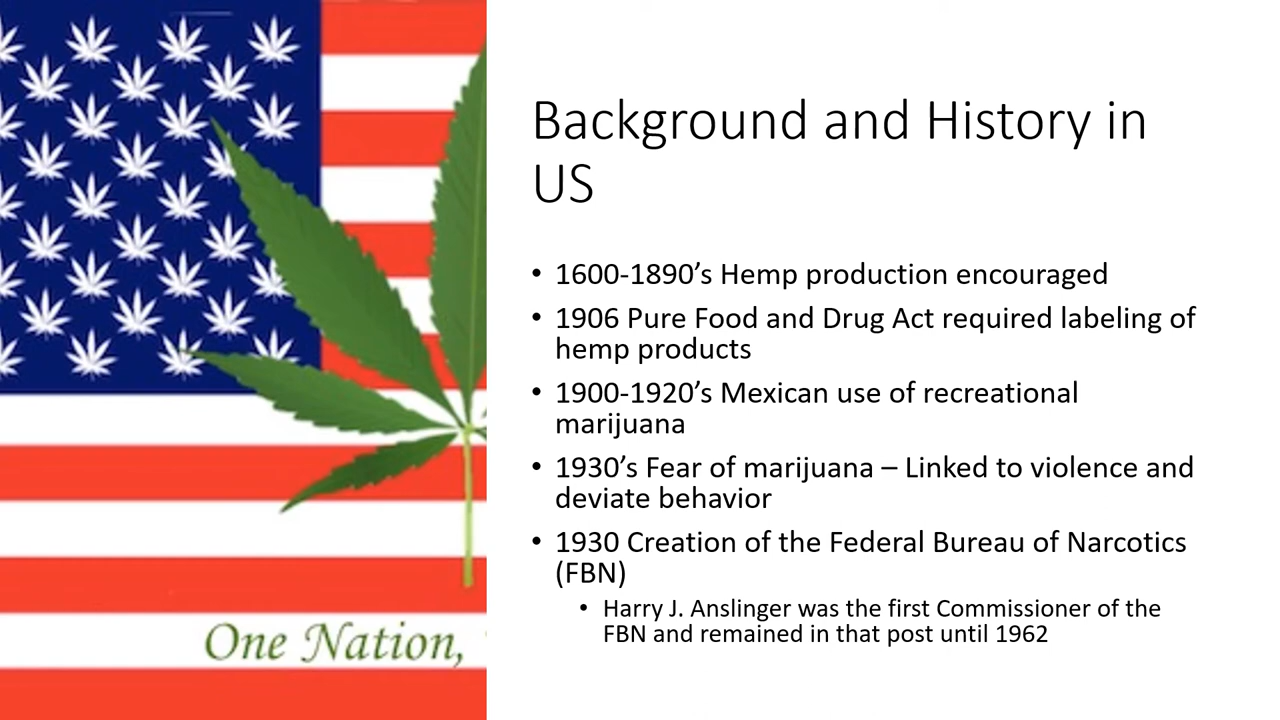 Background and History in
US
• 1600-1890’s Hemp production encouraged
• 1906 Pure Food and Drug Act required labeling of
hemp products
• 1900-1920’s Mexican use of recreational
marijuana
• 1930’s Fear of marijuana – Linked to violence and
deviate behavior
• 1930 Creation of the Federal Bureau of Narcotics
(FBN)
• Harry J. Anslinger was the first Commissioner of the
FBN and remained in that post until 1962
One Nation,